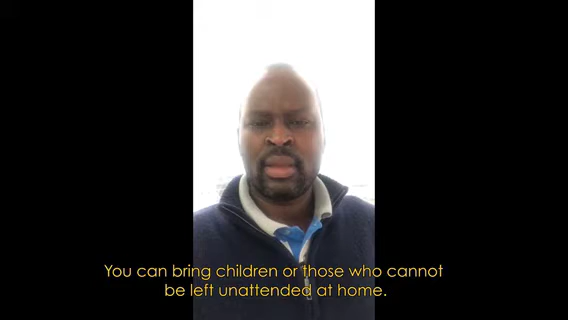 You can bring children or those who cannot
be left unattended at home.